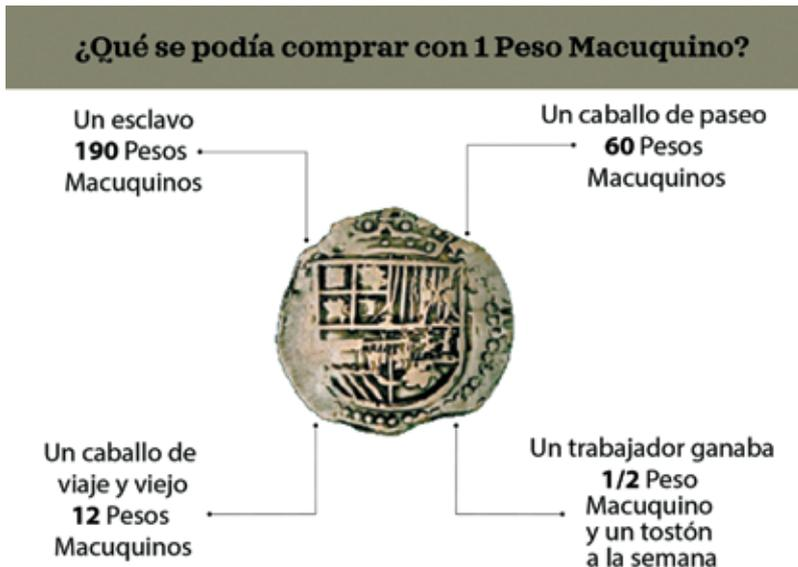 ¿Qué se podía comprar con 1 Peso Macuquino?
Un esclavo
190 Pesos
Macuquinos
Un caballo de paseo
60 Pesos
Macuquinos
Un caballo de
viaje y viejo
12 Pesos
Macuquinos
Un trabajador ganaba
1/2 Peso
Macuquino
y un tostón
a la semana